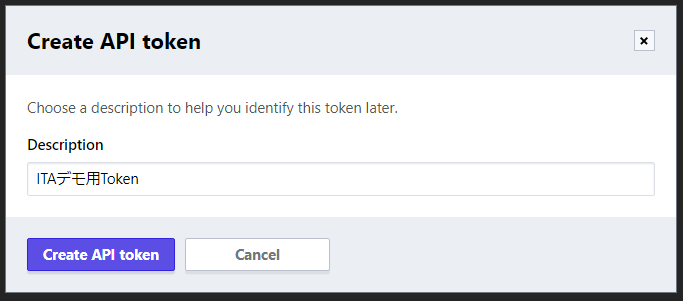 Create API token
×
Choose a description to help you identify this token later.
Description
ITAデモ用Token
Create API token
Cancel